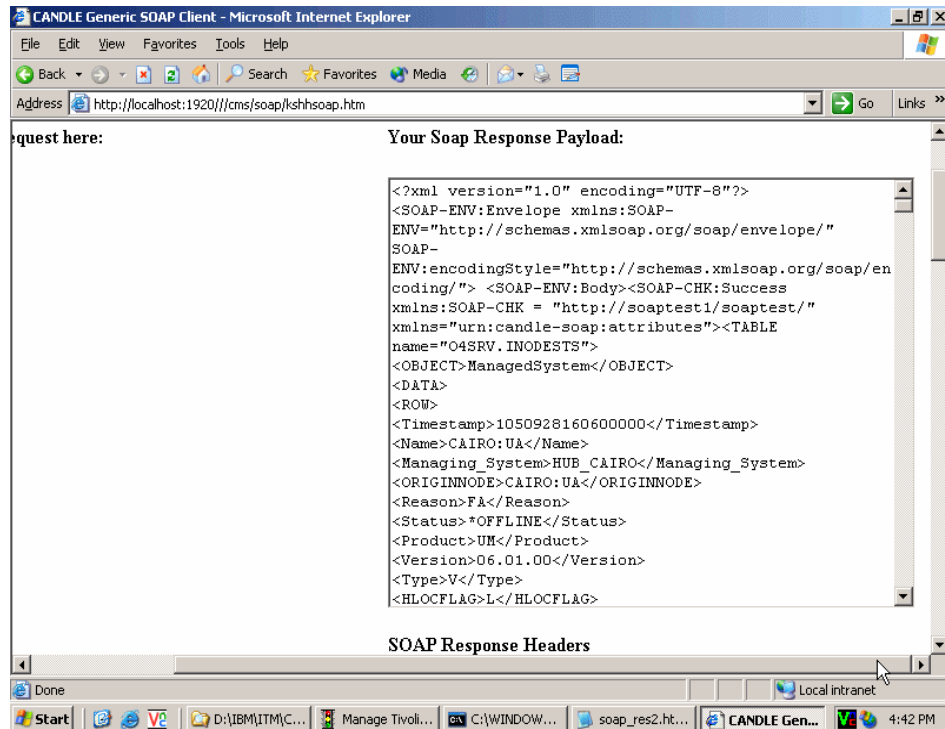 CANDLE Generic SOAP Client - Microsoft Internet Explorer
File Edit View Favorites Tools Help
Back Search Favorites Media
Address http://localhost:1920///cms/soap/kshhsoap.htm Go Links »
equest here:
Your Soap Response Payload:
<?xml version="1.0" encoding="UTF-8"?>
<SOAP-ENV:Envelope xmlns:SOAP-
ENV="http://schemas.xmlsoap.org/soap/envelope/"
SOAP-
ENV:encodingStyle="http://schemas.xmlsoap.org/soap/en
coding/"> <SOAP-ENV:Body><SOAP-CHK:Success
xmlns:SOAP-CHK = "http://soaptest1/soaptest/"
xmlns="urn:candle-soap:attributes"><TABLE
name="O4SRV.INODESTS">
<OBJECT>ManagedSystem</OBJECT>
<DATA>
<ROW>
<Timestamp>1050928160600000</Timestamp>
<Name>CAIRO:UA</Name>
<Managing_System>HUB_CAIRO</Managing_System>
<ORIGINNODE>CAIRO:UA</ORIGINNODE>
<Reason>FA</Reason>
<Status>*OFFLINE</Status>
<Product>UM</Product>
<Version>06.01.00</Version>
<Type>V</Type>
<HLOCFLAG>L</HLOCFLAG>
SOAP Response Headers
Done Local intranet
Start D:\IBM\ITM\C... Manage Tivoli... C:\WINDOW... soap_res2.ht... CANDLE Gen... 4:42 PM